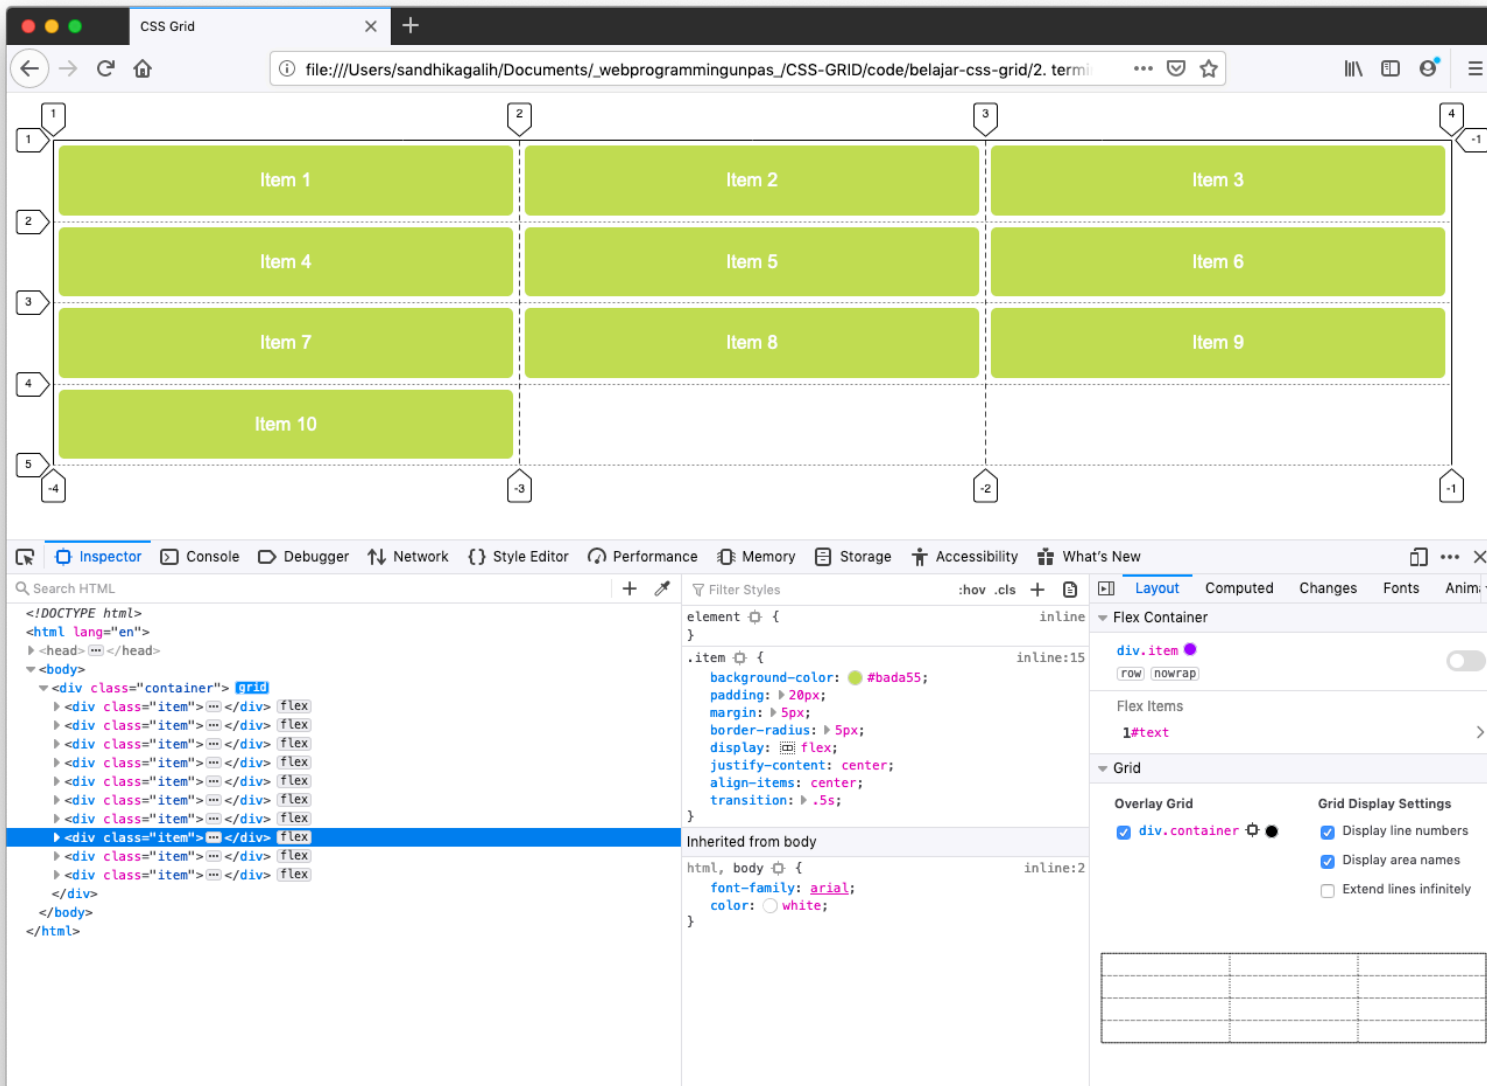 CSS Grid
file:///Users/sandhikagalih/Documents/_webprogrammingunpas_/CSS-GRID/code/belajar-css-grid/2. termi
1 2 3 4
1 -1
Item 1 Item 2 Item 3
2
Item 4 Item 5 Item 6
3
Item 7 Item 8 Item 9
4
Item 10
5
-4 -3 -2 -1
Inspector Console Debugger Network {} Style Editor Performance Memory Storage Accessibility What's New
Search HTML
<!DOCTYPE html>
<html lang="en">
<head> ••• </head>
<body>
<div class="container"> grid
<div class="item"> ••• </div> flex
<div class="item"> ••• </div> flex
<div class="item"> ••• </div> flex
<div class="item"> ••• </div> flex
<div class="item"> ••• </div> flex
<div class="item"> ••• </div> flex
<div class="item"> ••• </div> flex
<div class="item"> ••• </div> flex
<div class="item"> ••• </div> flex
<div class="item"> ••• </div> flex
</div>
</body>
</html>
Filter Styles :hov .cls +
element { inline
}
.item { inline:15
background-color: #bada55;
padding: 20px;
margin: 5px;
border-radius: 5px;
display: flex;
justify-content: center;
align-items: center;
transition: .5s;
}
Inherited from body
html, body { inline:2
font-family: arial;
color: white;
}
Layout Computed Changes Fonts Anima
Flex Container
div.item
row nowrap
Flex Items
1#text
Grid
Overlay Grid
div.container
Grid Display Settings
Display line numbers
Display area names
Extend lines infinitely